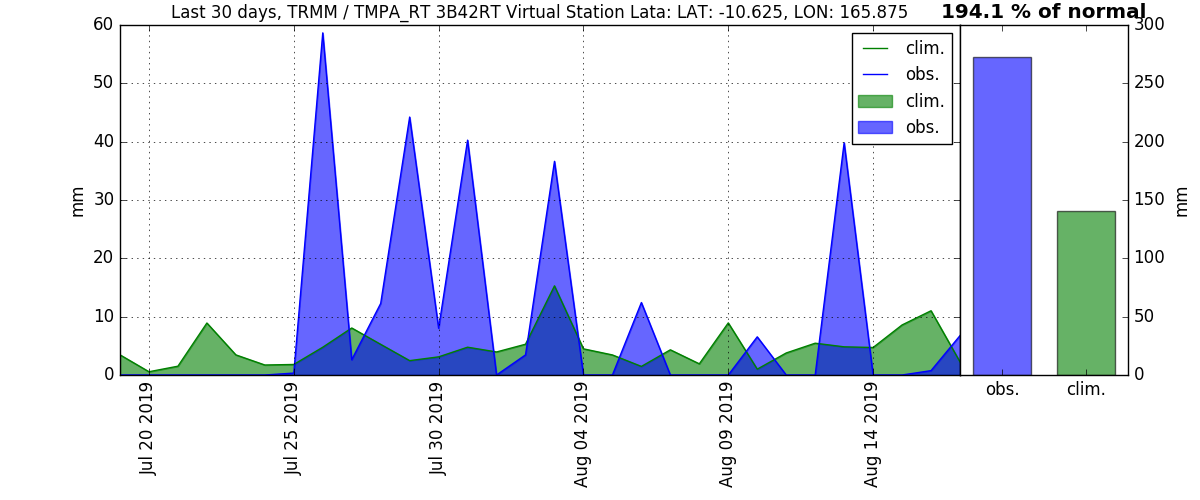 Last 30 days, TRMM / TMPA_RT 3B42RT Virtual Station Lata: LAT: -10.625, LON: 165.875
194.1 % of normal
60
50
40
30
20
10
0
mm
clim.
obs.
clim.
obs.
Jul 20 2019
Jul 25 2019
Jul 30 2019
Aug 04 2019
Aug 09 2019
Aug 14 2019
300
250
200
150
100
50
0
mm
obs.
clim.